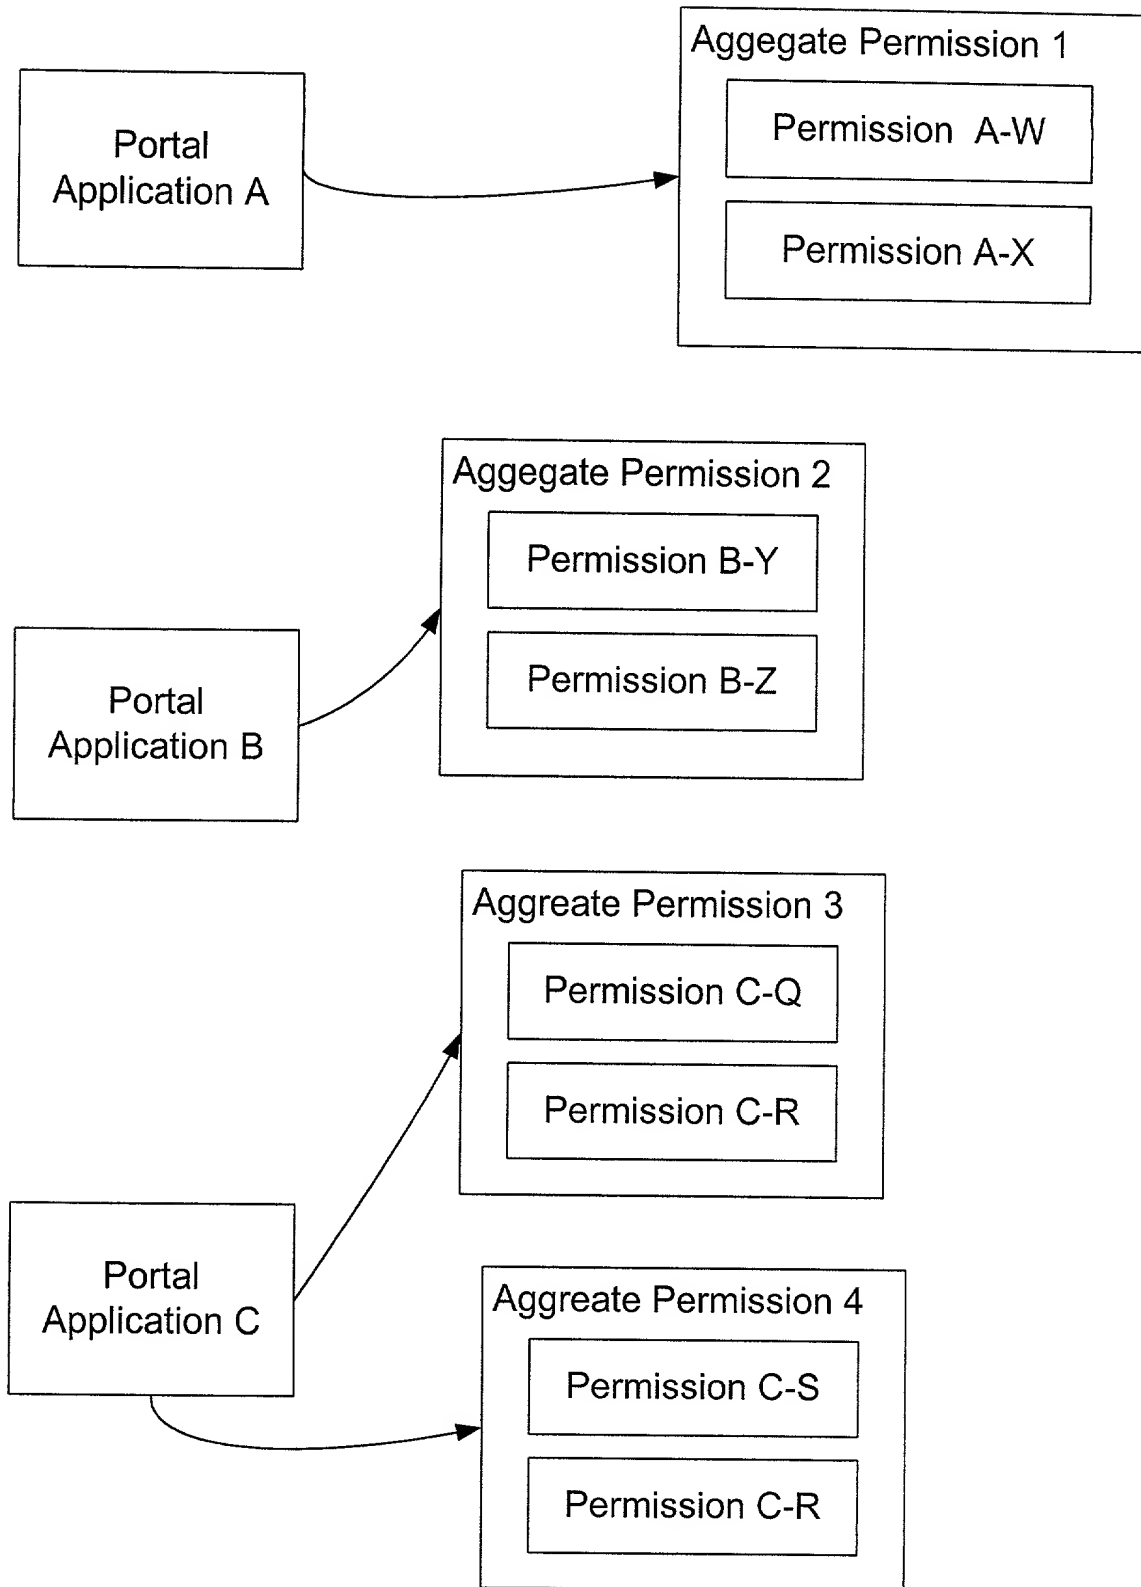 Aggegate Permission 1
Portal
Application A
Permission A-W
Permission A-X
Aggegate Permission 2
Permission B-Y
Permission B-Z
Portal
Application B
Aggreate Permission 3
Permission C-Q
Permission C-R
Portal
Application C
Aggreate Permission 4
Permission C-S
Permission C-R